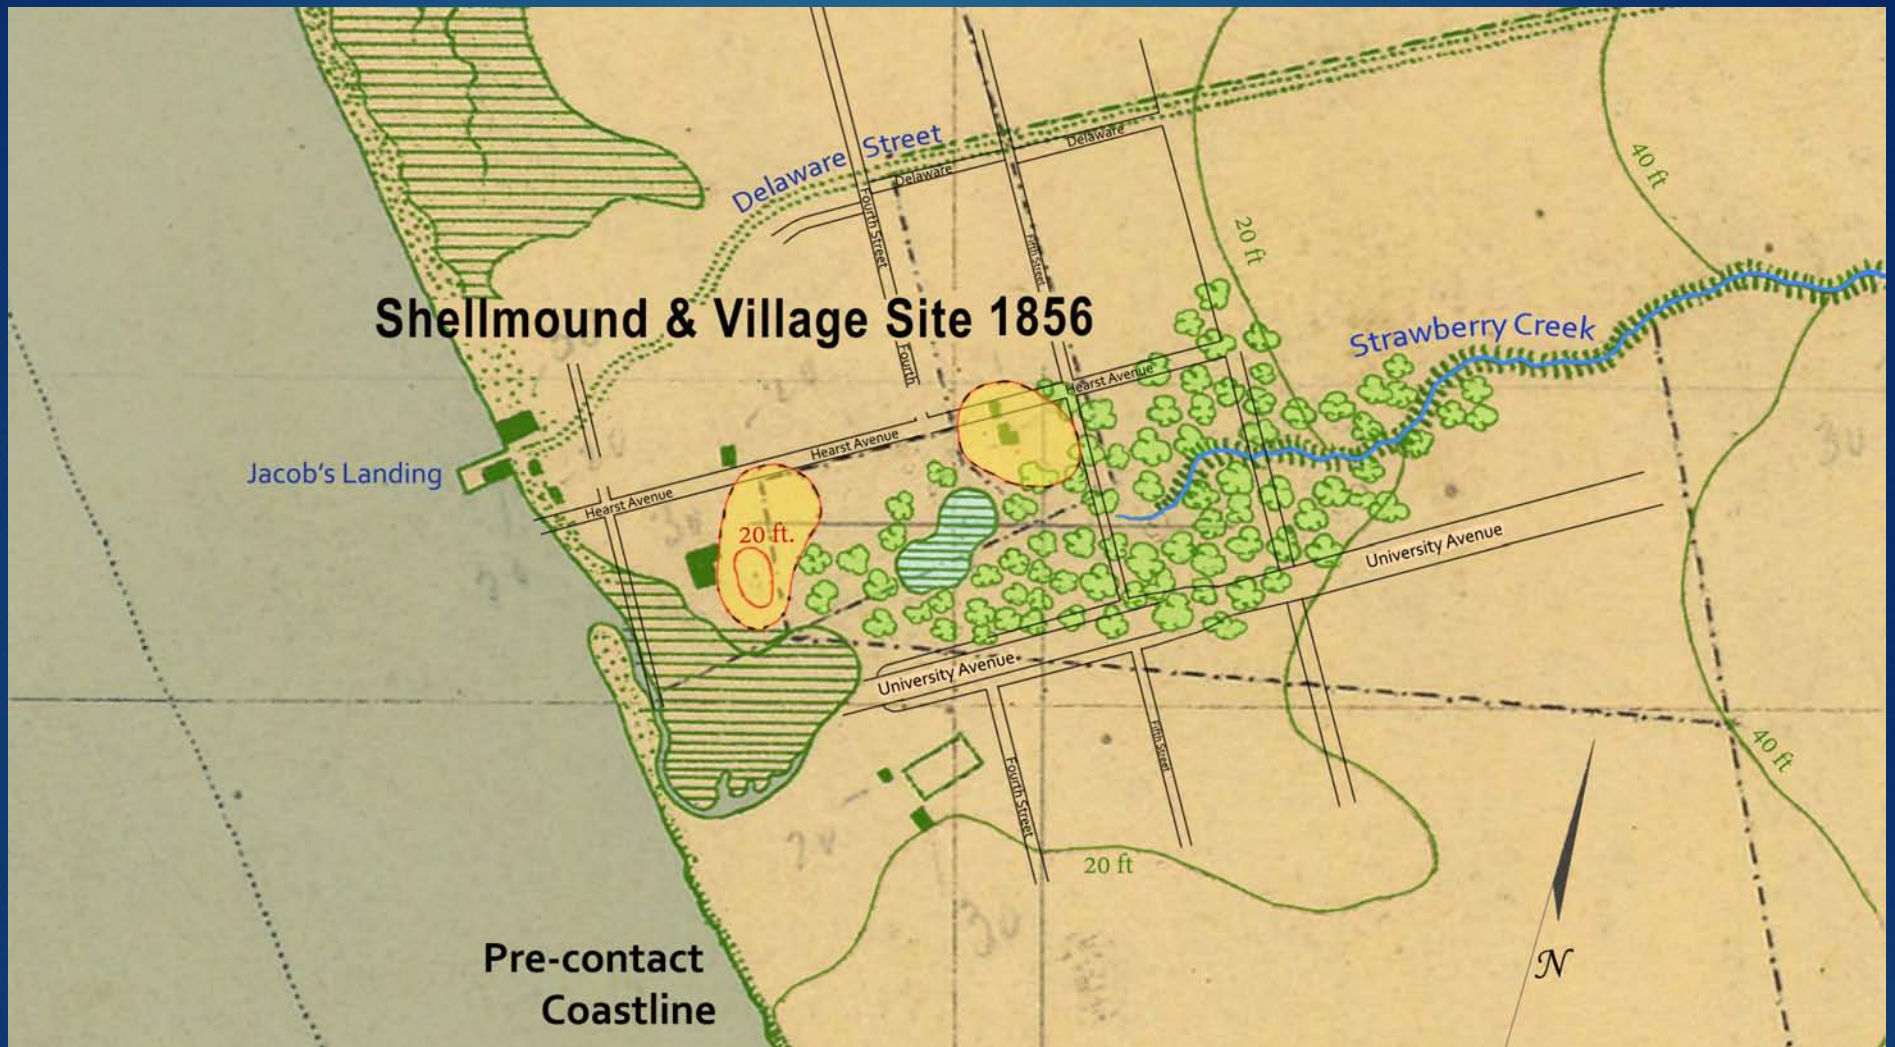 Delaware Street
Delaware
Delaware
40 ft
20 ft
Fourth Street
Fifth Street
Shellmound & Village Site 1856
Strawberry Creek
Fourth
Hearst Avenue
Hearst Avenue
Jacob's Landing
Hearst Avenue
20 ft.
University Avenue
University Avenue
Fifth Street
Fourth Street
40 ft
20 ft
30
Pre-contact
Coastline
N